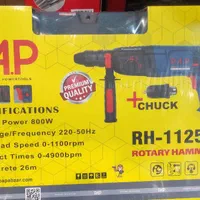 AP
PREMIUM
QUALITY
+CHUCK
IFICATIONS
Power 800W
ge/Frequency 220-50Hz
ad Speed 0-1100rpm
ct Times 0-4900bpm
rete 26m
RH-1125
ROTARY HAMM